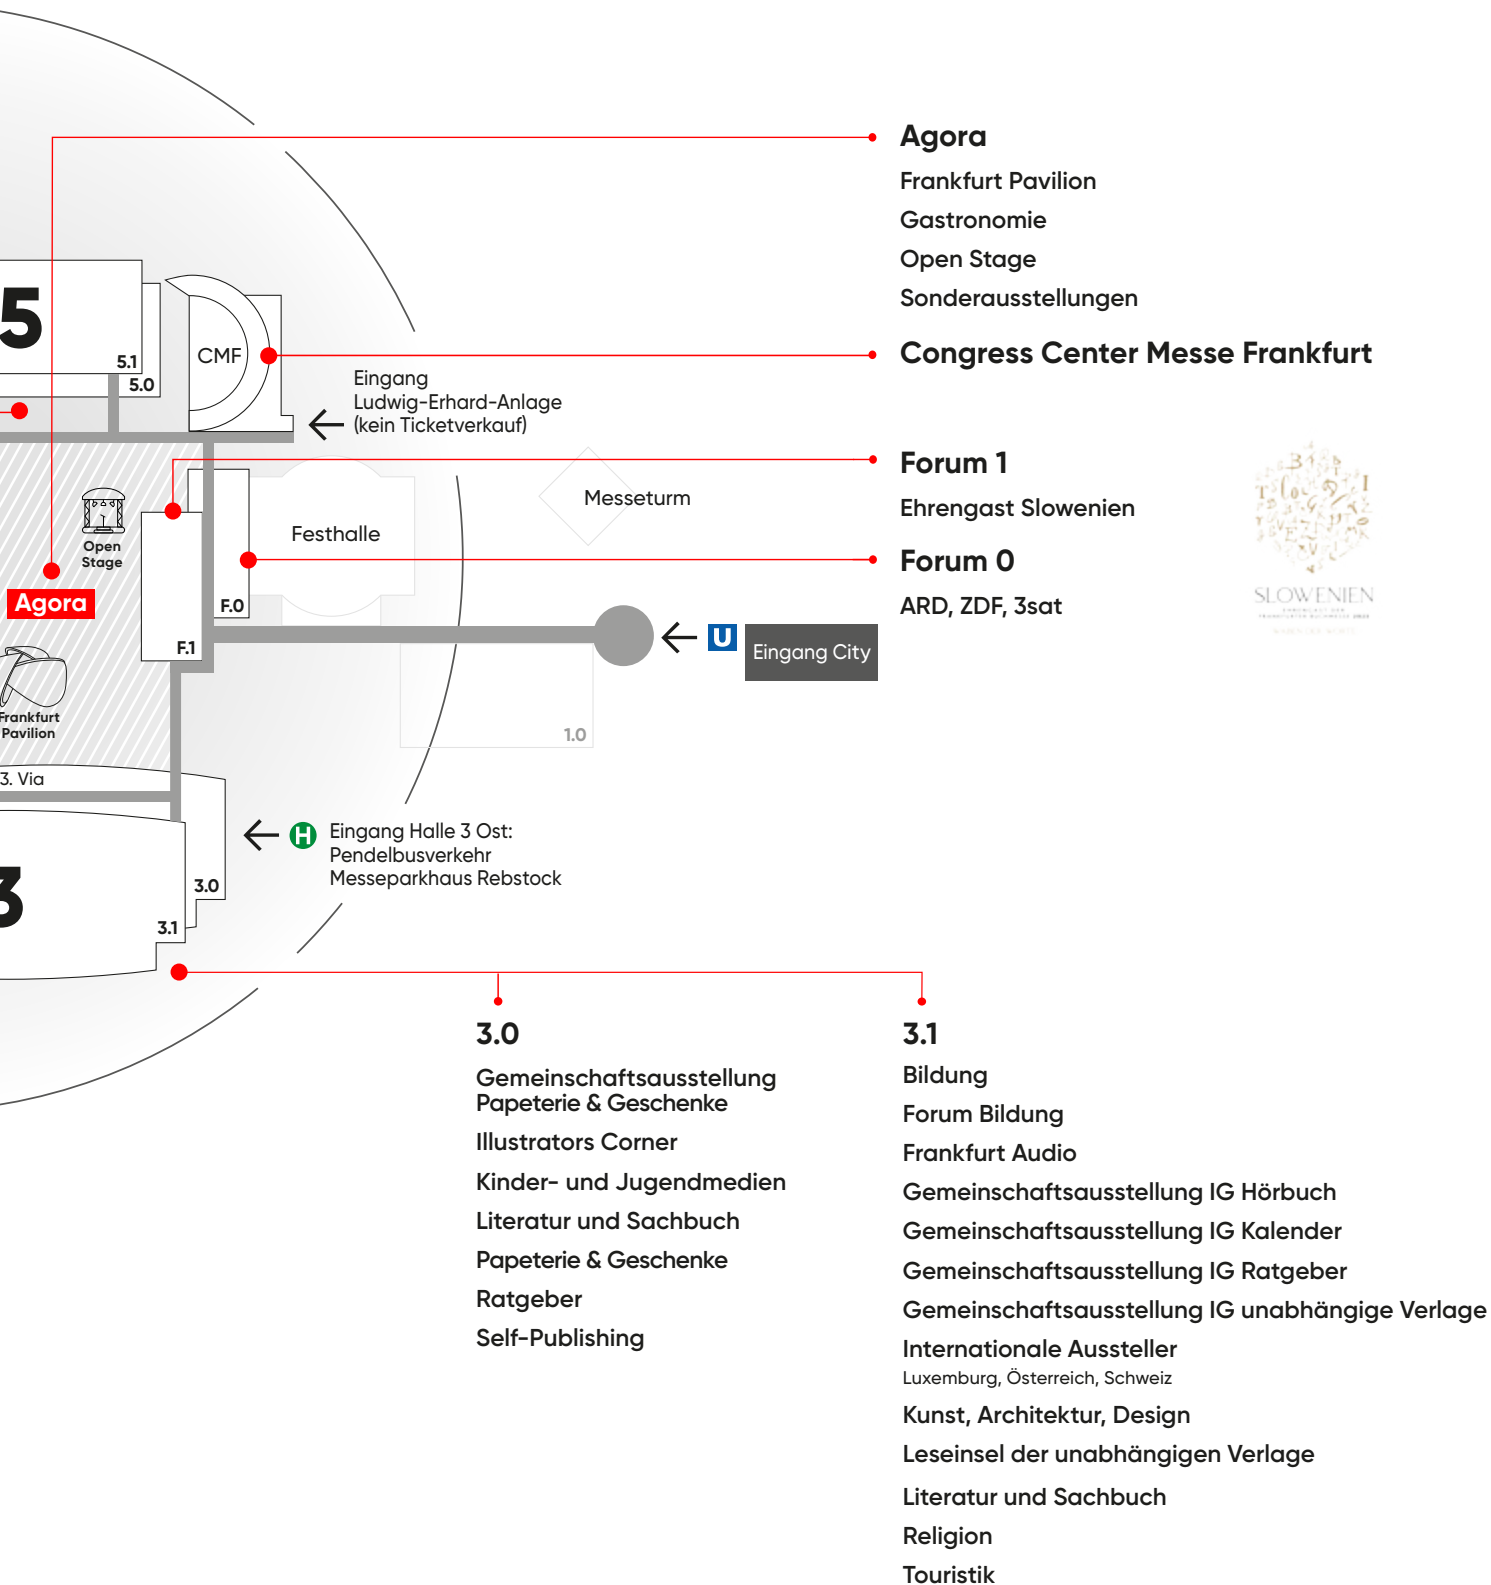 Agora
Frankfurt Pavilion
Gastronomie
Open Stage
Sonderausstellungen
Congress Center Messe Frankfurt
5
5.1
5.0
CMF
Eingang
Ludwig-Erhard-Anlage
(kein Ticketverkauf)
Forum 1
Ehrengast Slowenien
Messeturm
Festhalle
Open
Stage
Forum 0
ARD, ZDF, 3sat
SLOWENIEN
Agora
F.0
F.1
U
Eingang City
Frankfurt
Pavilion
1.0
3. Via
H
Eingang Halle 3 Ost:
Pendelbusverkehr
Messeparkhaus Rebstock
3
3.0
3.1
3.0
Gemeinschaftsausstellung
Papeterie & Geschenke
Illustrators Corner
Kinder- und Jugendmedien
Literatur und Sachbuch
Papeterie & Geschenke
Ratgeber
Self-Publishing
3.1
Bildung
Forum Bildung
Frankfurt Audio
Gemeinschaftsausstellung IG Hörbuch
Gemeinschaftsausstellung IG Kalender
Gemeinschaftsausstellung IG Ratgeber
Gemeinschaftsausstellung IG unabhängige Verlage
Internationale Aussteller
Luxemburg, Österreich, Schweiz
Kunst, Architektur, Design
Leseinsel der unabhängigen Verlage
Literatur und Sachbuch
Religion
Touristik